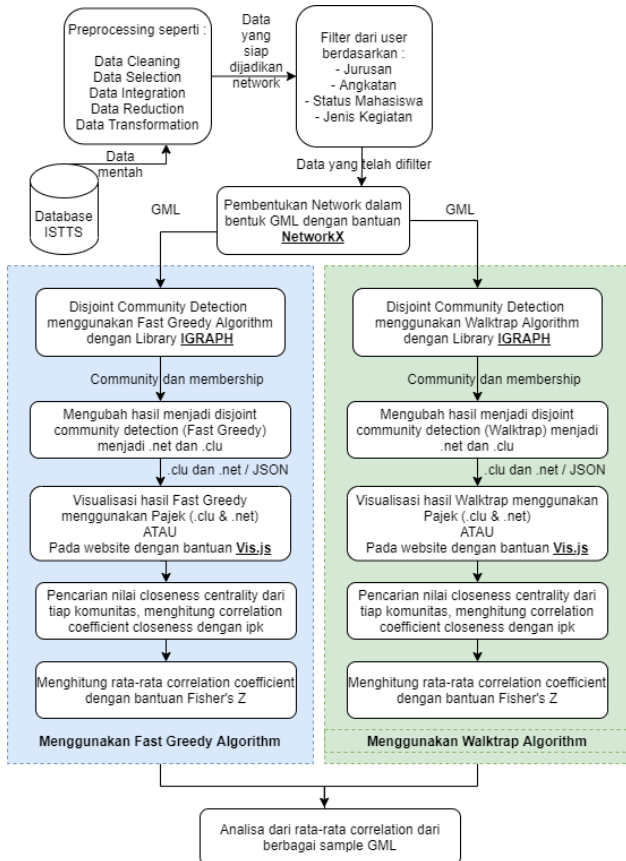 Preprocessing seperti :
Data Cleaning
Data Selection
Data Integration
Data Reduction
Data Transformation
Data
yang
siap
dijadikan
network
Filter dari user
berdasarkan :
- Jurusan
- Angkatan
- Status Mahasiswa
- Jenis Kegiatan
Data
mentah
Database
ISTTS
Data yang telah difilter
GML
Pembentukan Network dalam
bentuk GML dengan bantuan
NetworkX
GML
Disjoint Community Detection
menggunakan Fast Greedy Algorithm
dengan Library IGRAPH
Community dan membership
Mengubah hasil menjadi disjoint
community detection (Fast Greedy)
menjadi .net dan .clu
.clu dan .net / JSON
Visualisasi hasil Fast Greedy
menggunakan Pajek (.clu & .net)
ATAU
Pada website dengan bantuan Vis.js
Pencarian nilai closeness centrality dari
tiap komunitas, menghitung correlation
coefficient closeness dengan ipk
Menghitung rata-rata correlation coefficient
dengan bantuan Fisher's Z
Menggunakan Fast Greedy Algorithm
Disjoint Community Detection
menggunakan Walktrap Algorithm
dengan Library IGRAPH
Community dan membership
Mengubah hasil menjadi disjoint
community detection (Walktrap) menjadi
.net dan .clu
.clu dan .net / JSON
Visualisasi hasil Walktrap menggunakan
Pajek (.clu & .net)
ATAU
Pada website dengan bantuan Vis.js
Pencarian nilai closeness centrality dari
tiap komunitas, menghitung correlation
coefficient closeness dengan ipk
Menghitung rata-rata correlation coefficient
dengan bantuan Fisher's Z
Menggunakan Walktrap Algorithm
Analisa dari rata-rata correlation dari
berbagai sample GML